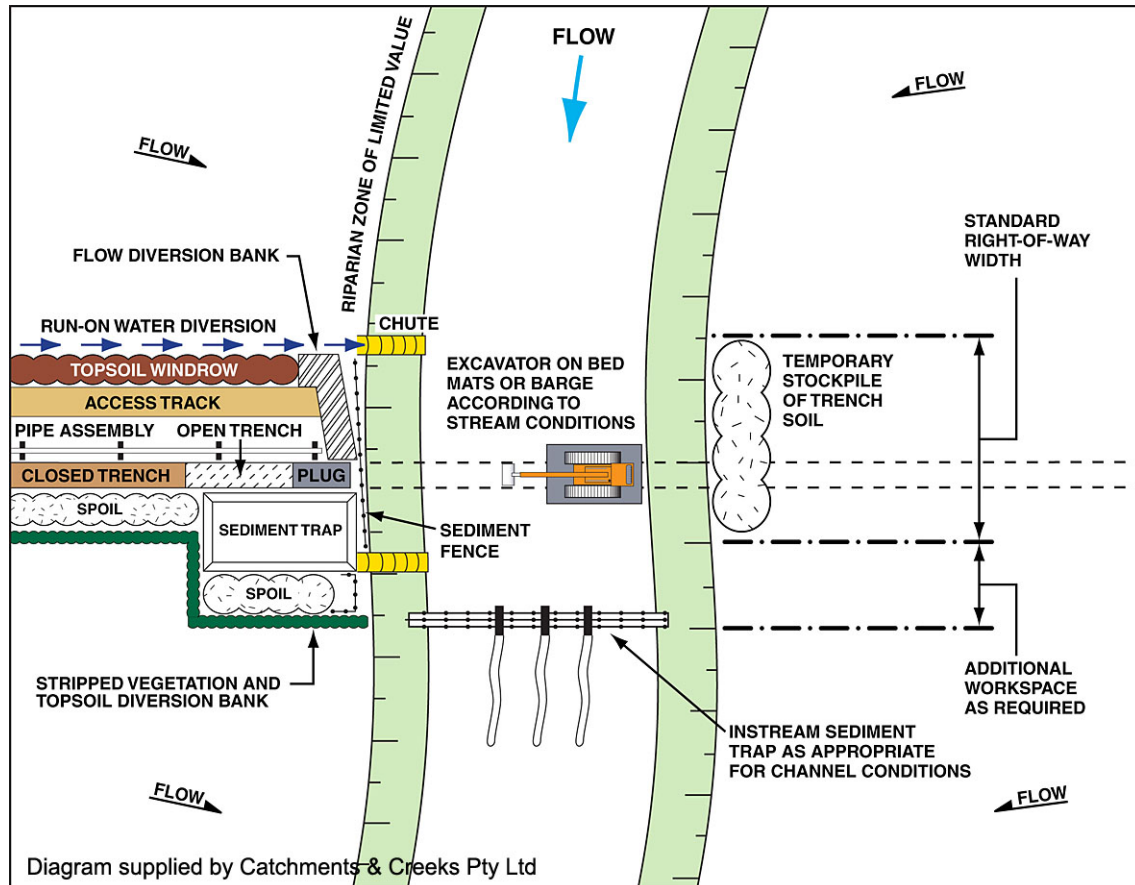 FLOW
FLOW
FLOW
RIPARIAN ZONE OF LIMITED VALUE
STANDARD
RIGHT-OF-WAY
WIDTH
FLOW DIVERSION BANK
RUN-ON WATER DIVERSION
CHUTE
TOPSOIL WINDROW
ACCESS TRACK
PIPE ASSEMBLY
OPEN TRENCH
CLOSED TRENCH
PLUG
SPOIL
SEDIMENT TRAP
SEDIMENT
FENCE
SPOIL
EXCAVATOR ON BED
MATS OR BARGE
ACCORDING TO
STREAM CONDITIONS
TEMPORARY
STOCKPILE
OF TRENCH
SOIL
STRIPPED VEGETATION AND
TOPSOIL DIVERSION BANK
ADDITIONAL
WORKSPACE
AS REQUIRED
INSTREAM SEDIMENT
TRAP AS APPROPRIATE
FOR CHANNEL CONDITIONS
FLOW
FLOW
Diagram supplied by Catchments & Creeks Pty Ltd